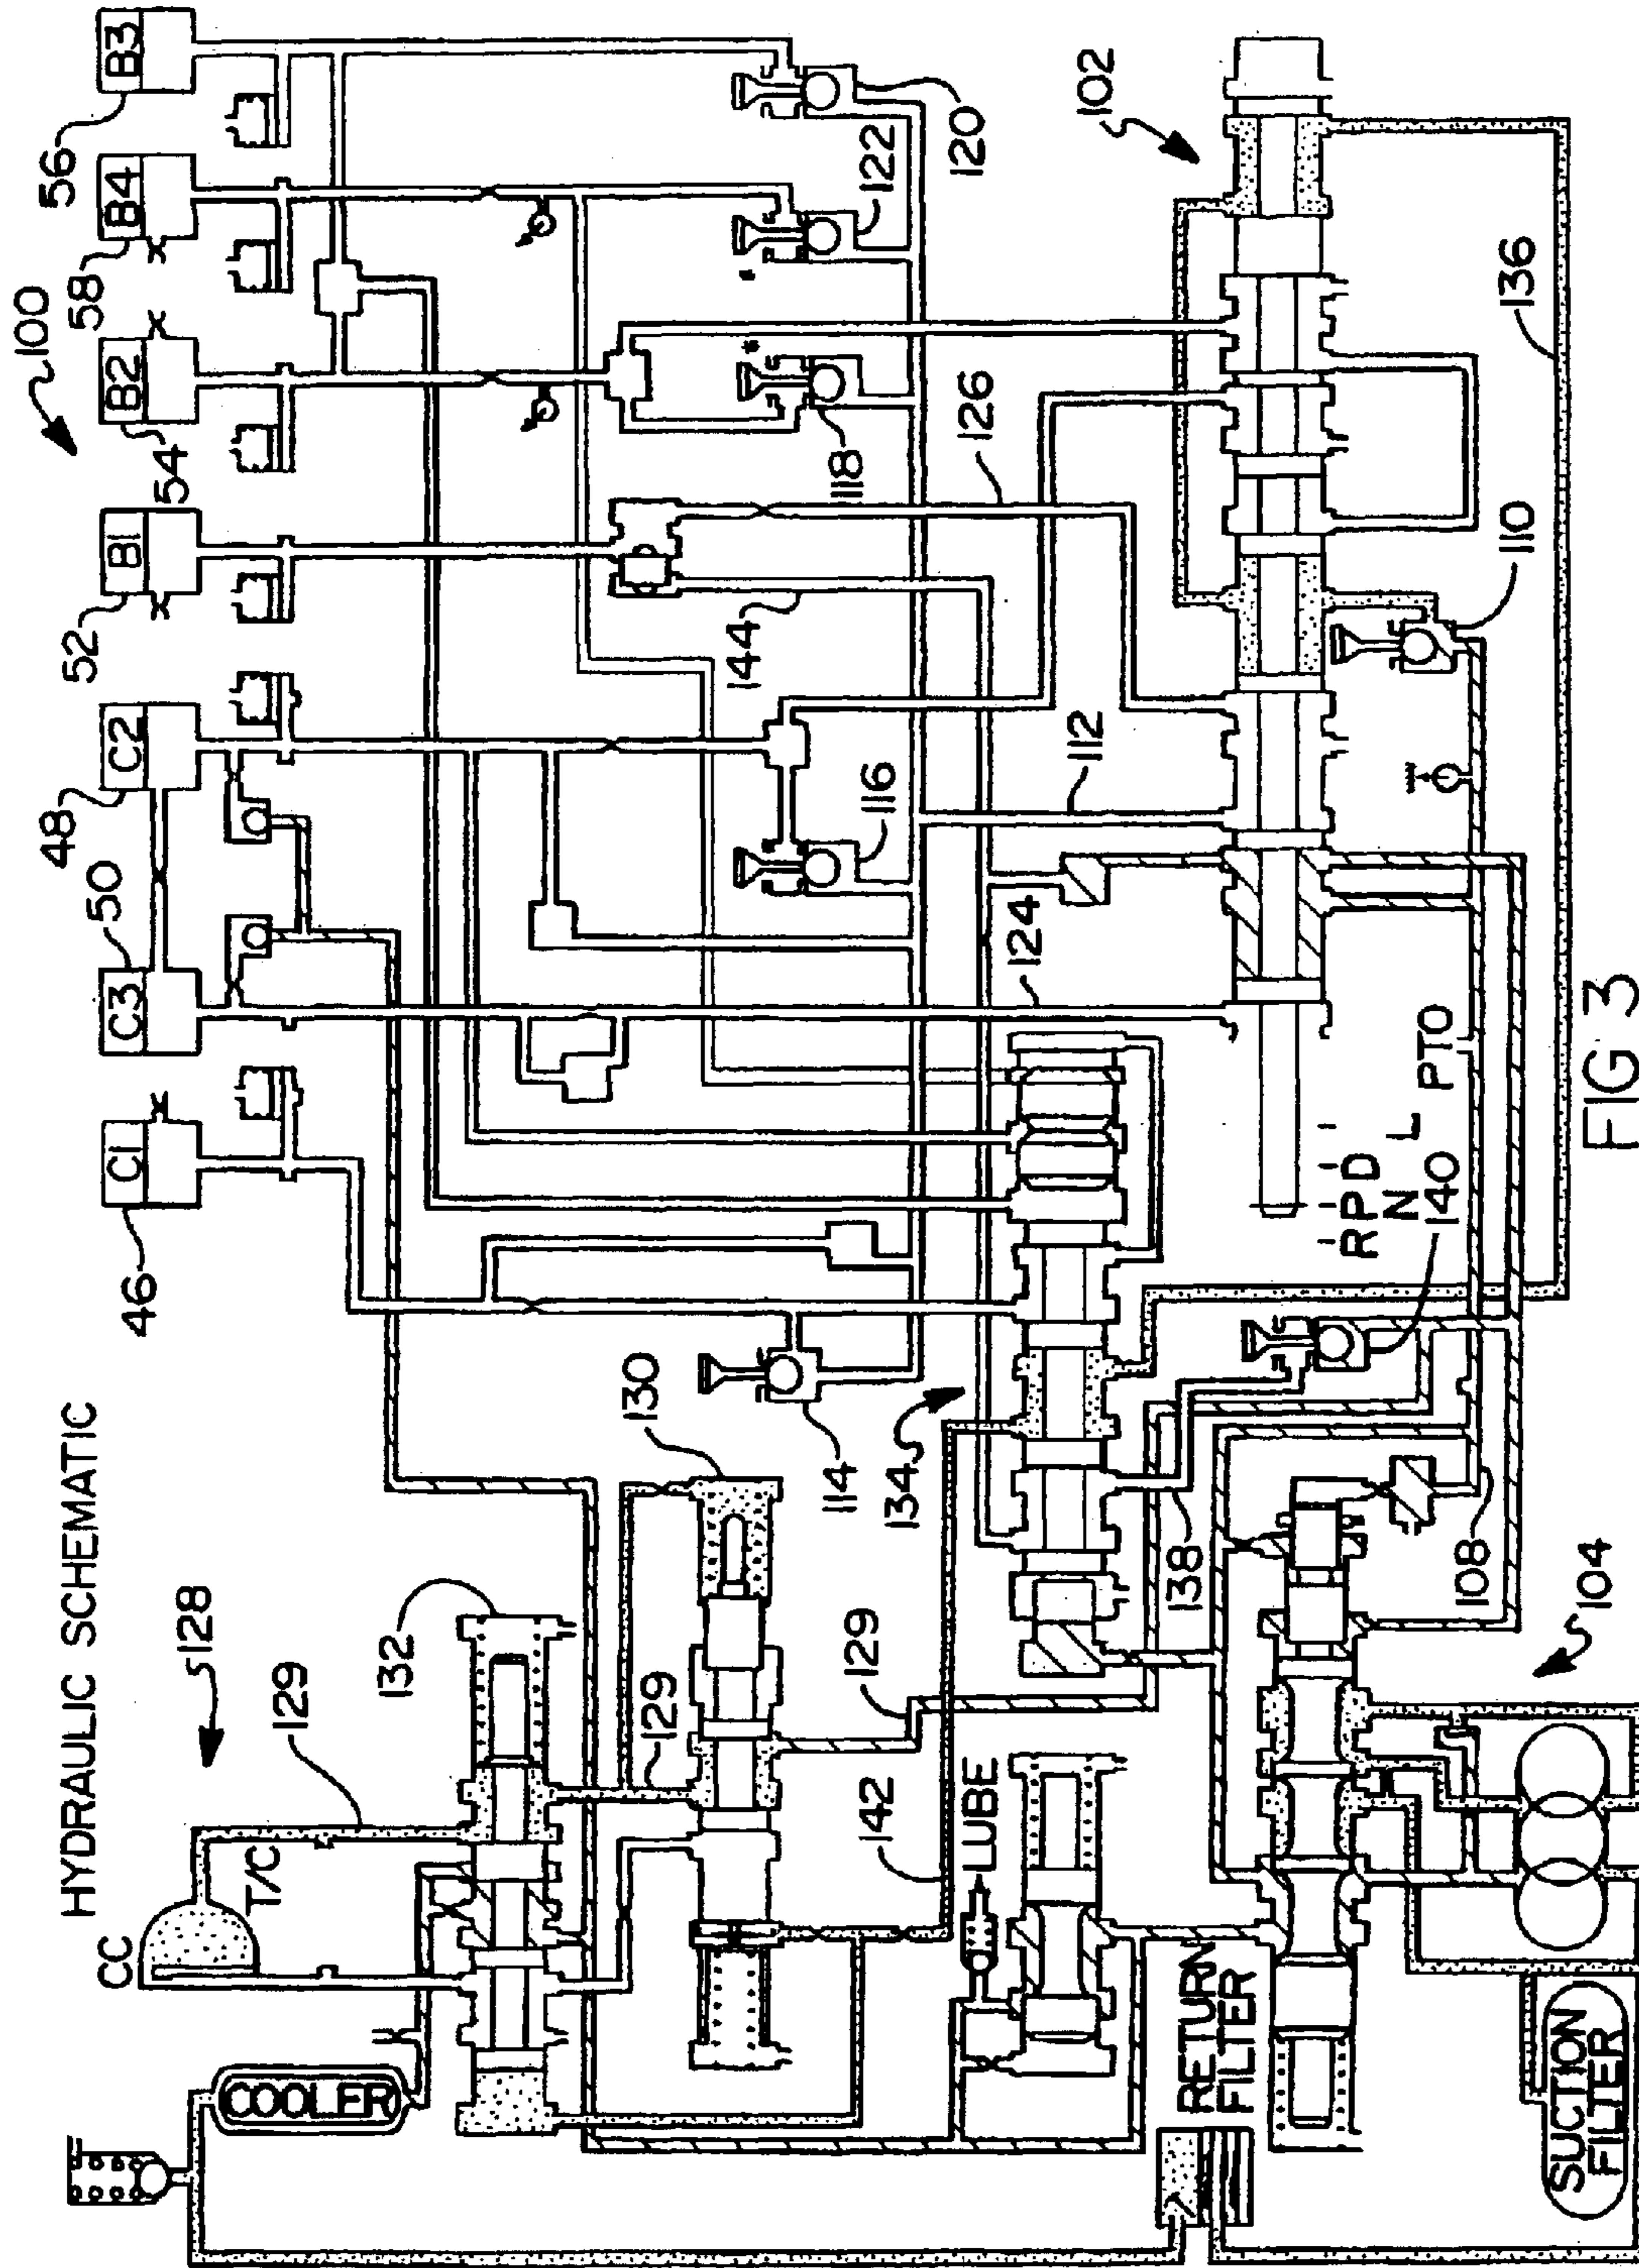 HYDRAULIC SCHEMATIC
100
46
C1
50
C3
48
C2
52
B1
54
B2
58
B4
56
B3
CC
T/C
128
129
132
COOLER
130
129
114
116
144
118
122
120
134
124
112
126
102
142
129
138
LUBE
RETURN
FILTER
R P D
N L
PTO
140
110
136
108
104
SUCTION
FILTER
FIG 3